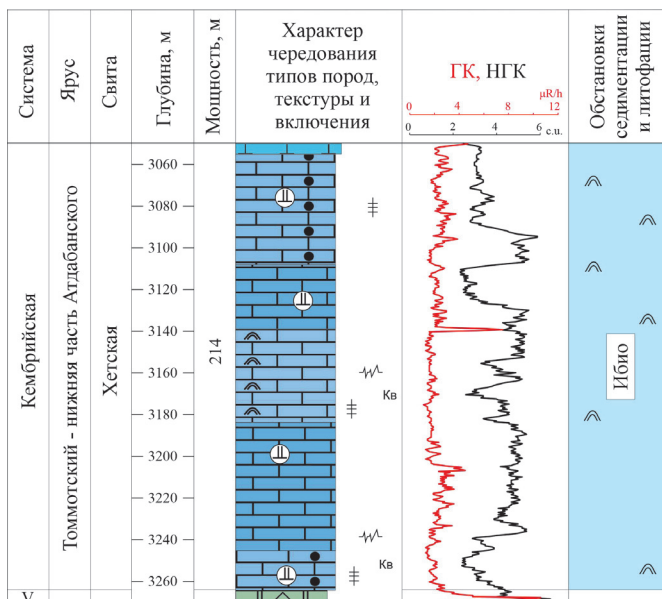 Система
Ярус
Свита
Глубина, м
Мощность, м
Характер
чередования
типов пород,
текстуры и
включения
ГК, НГК
μR/h
0 4 8 12
0 2 4 6 c.u.
Обстановки
седиментации
и литофации
Кембрийская
Томмотский - нижняя часть Атдабанского
Хетская
214
3060
3080
3100
3120
3140
3160
Кв
3180
3200
3220
3240
Кв
3260
Ибио
V